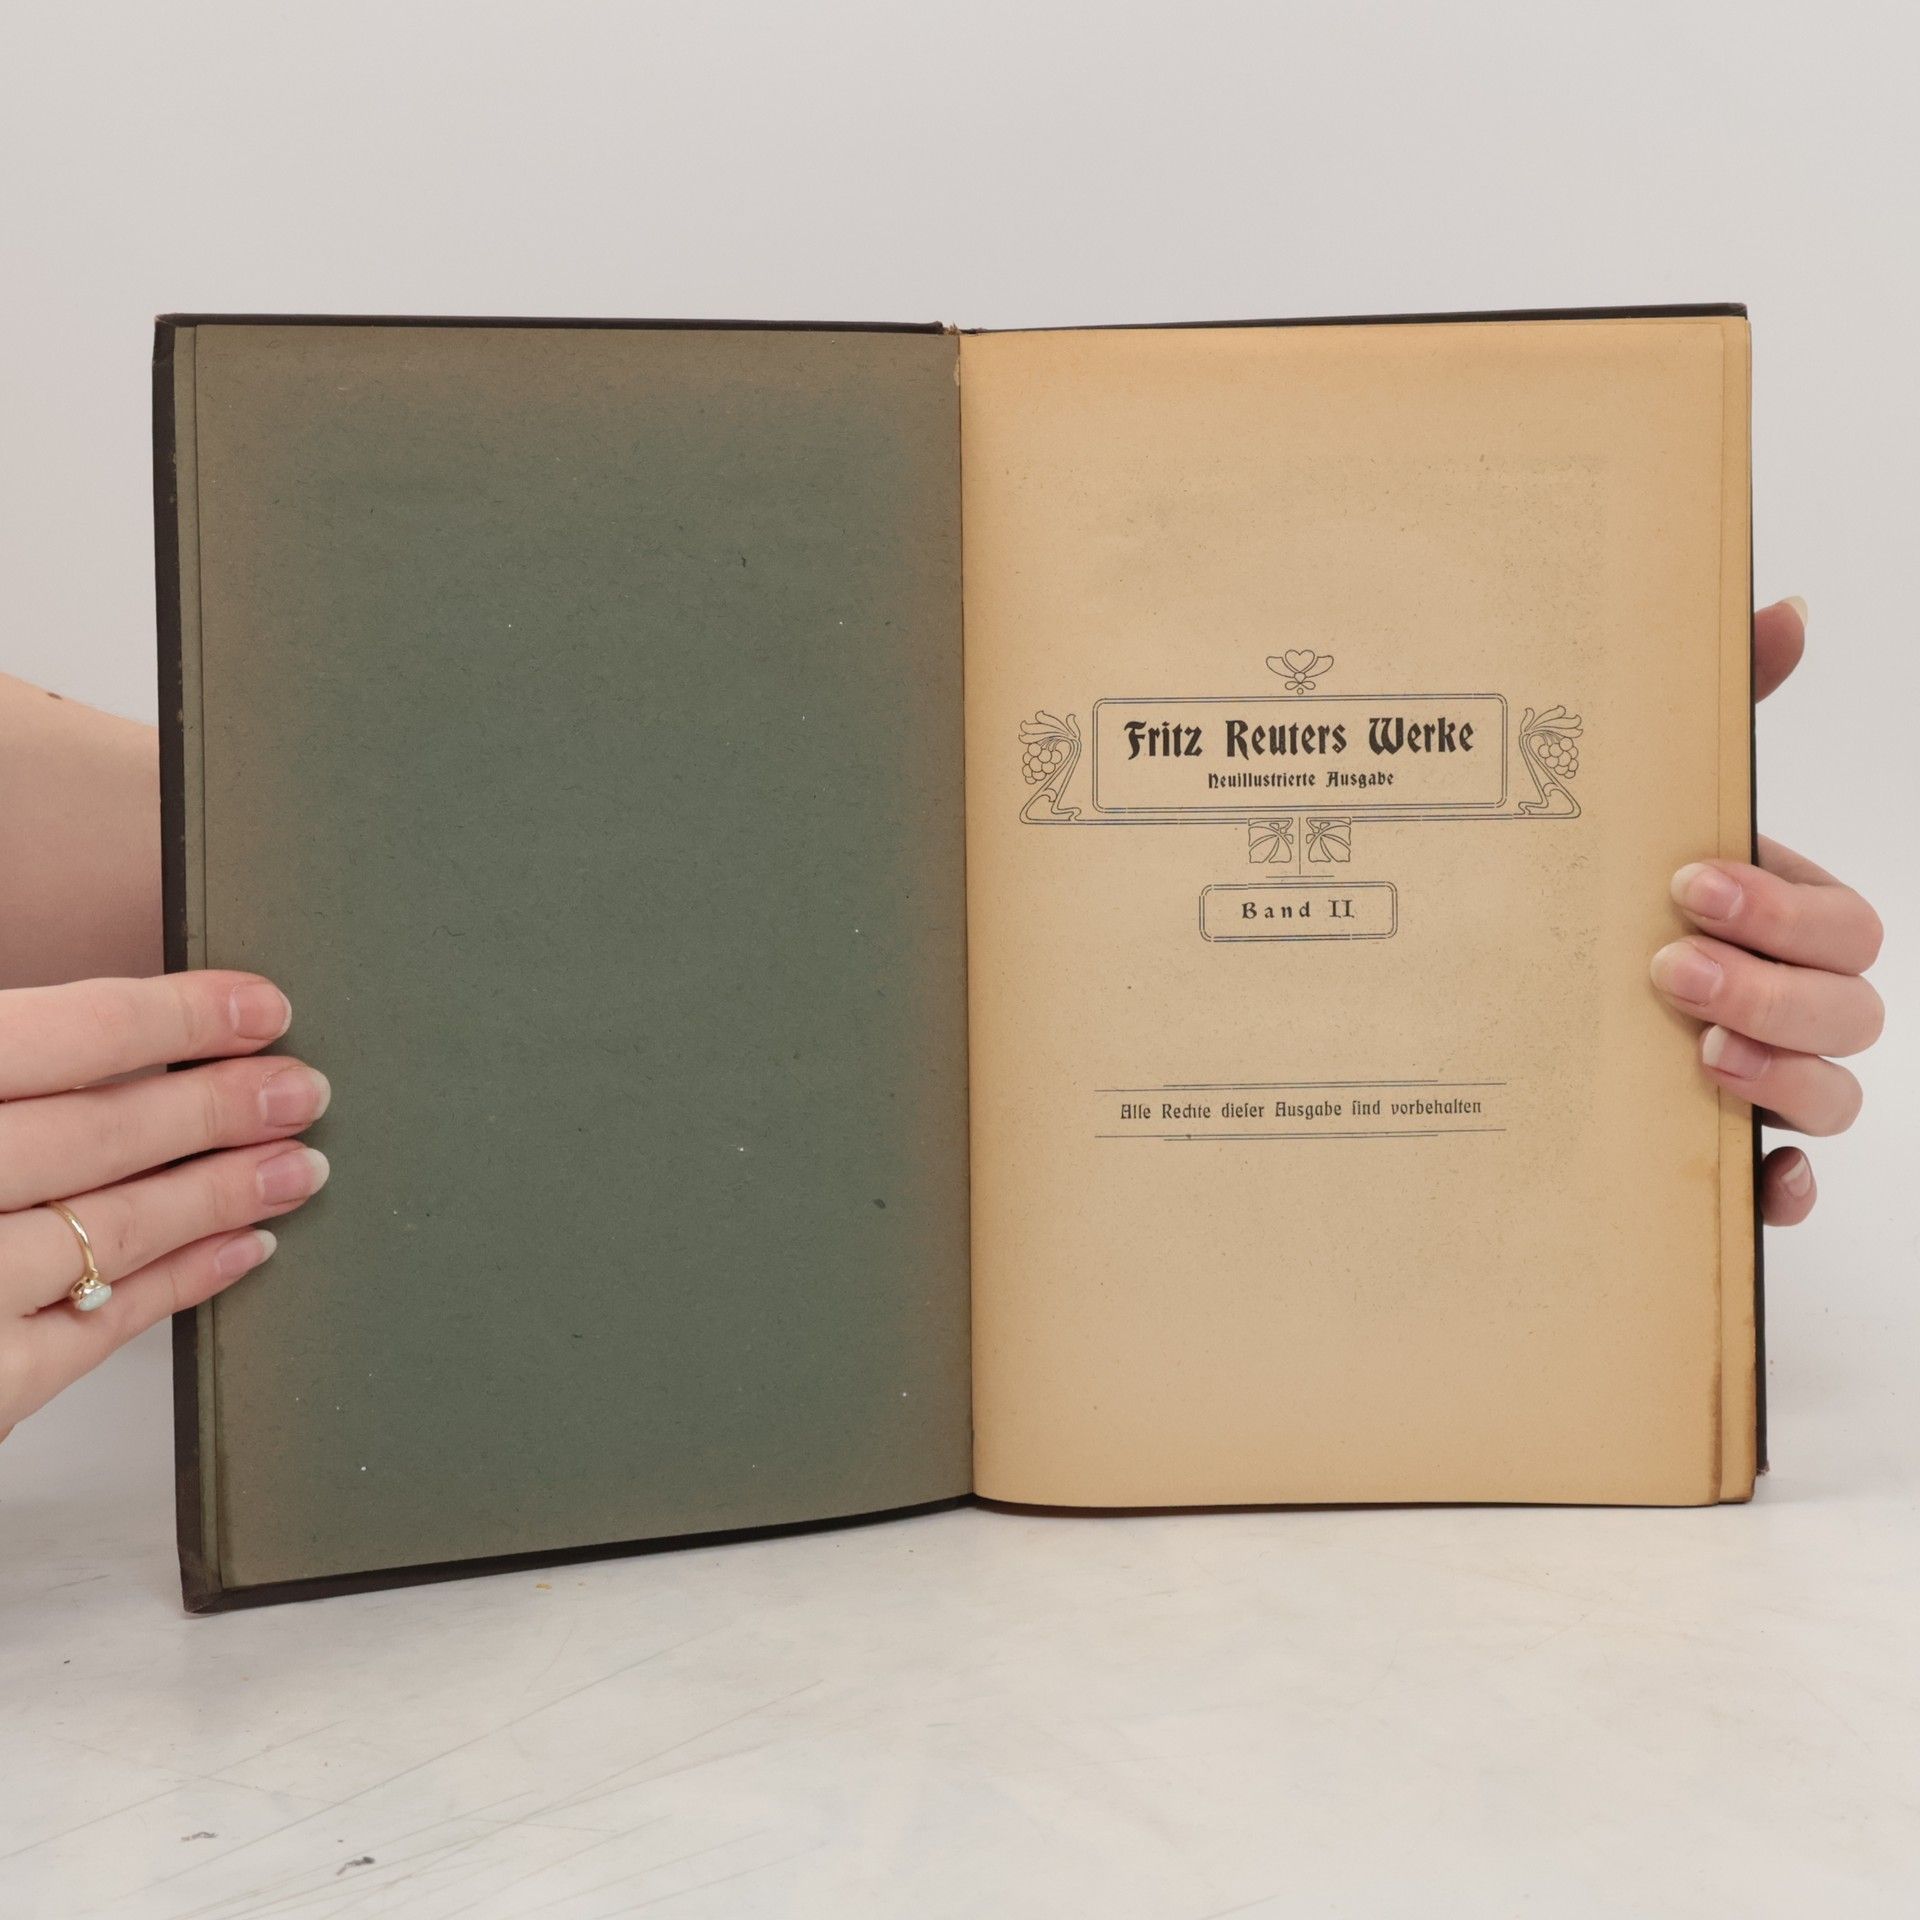 Fritz Reuters Werke
Neuillustrierte Ausgabe
Band II
Alle Rechte dieſer Ausgabe ſind vorbehalten